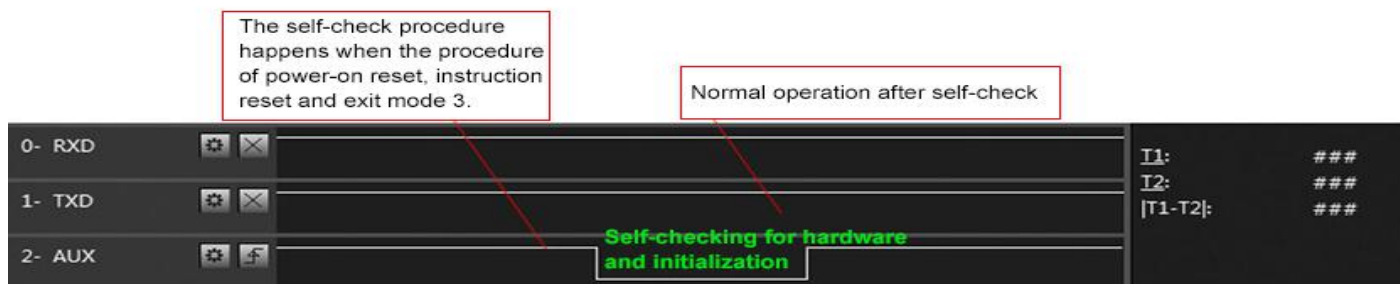 The self-check procedure
happens when the procedure
of power-on reset, instruction
reset and exit mode 3.
Normal operation after self-check
0- RXD
1- TXD
2- AUX
Self-checking for hardware
and initialization
T1: ###
T2: ###
|T1-T2|: ###